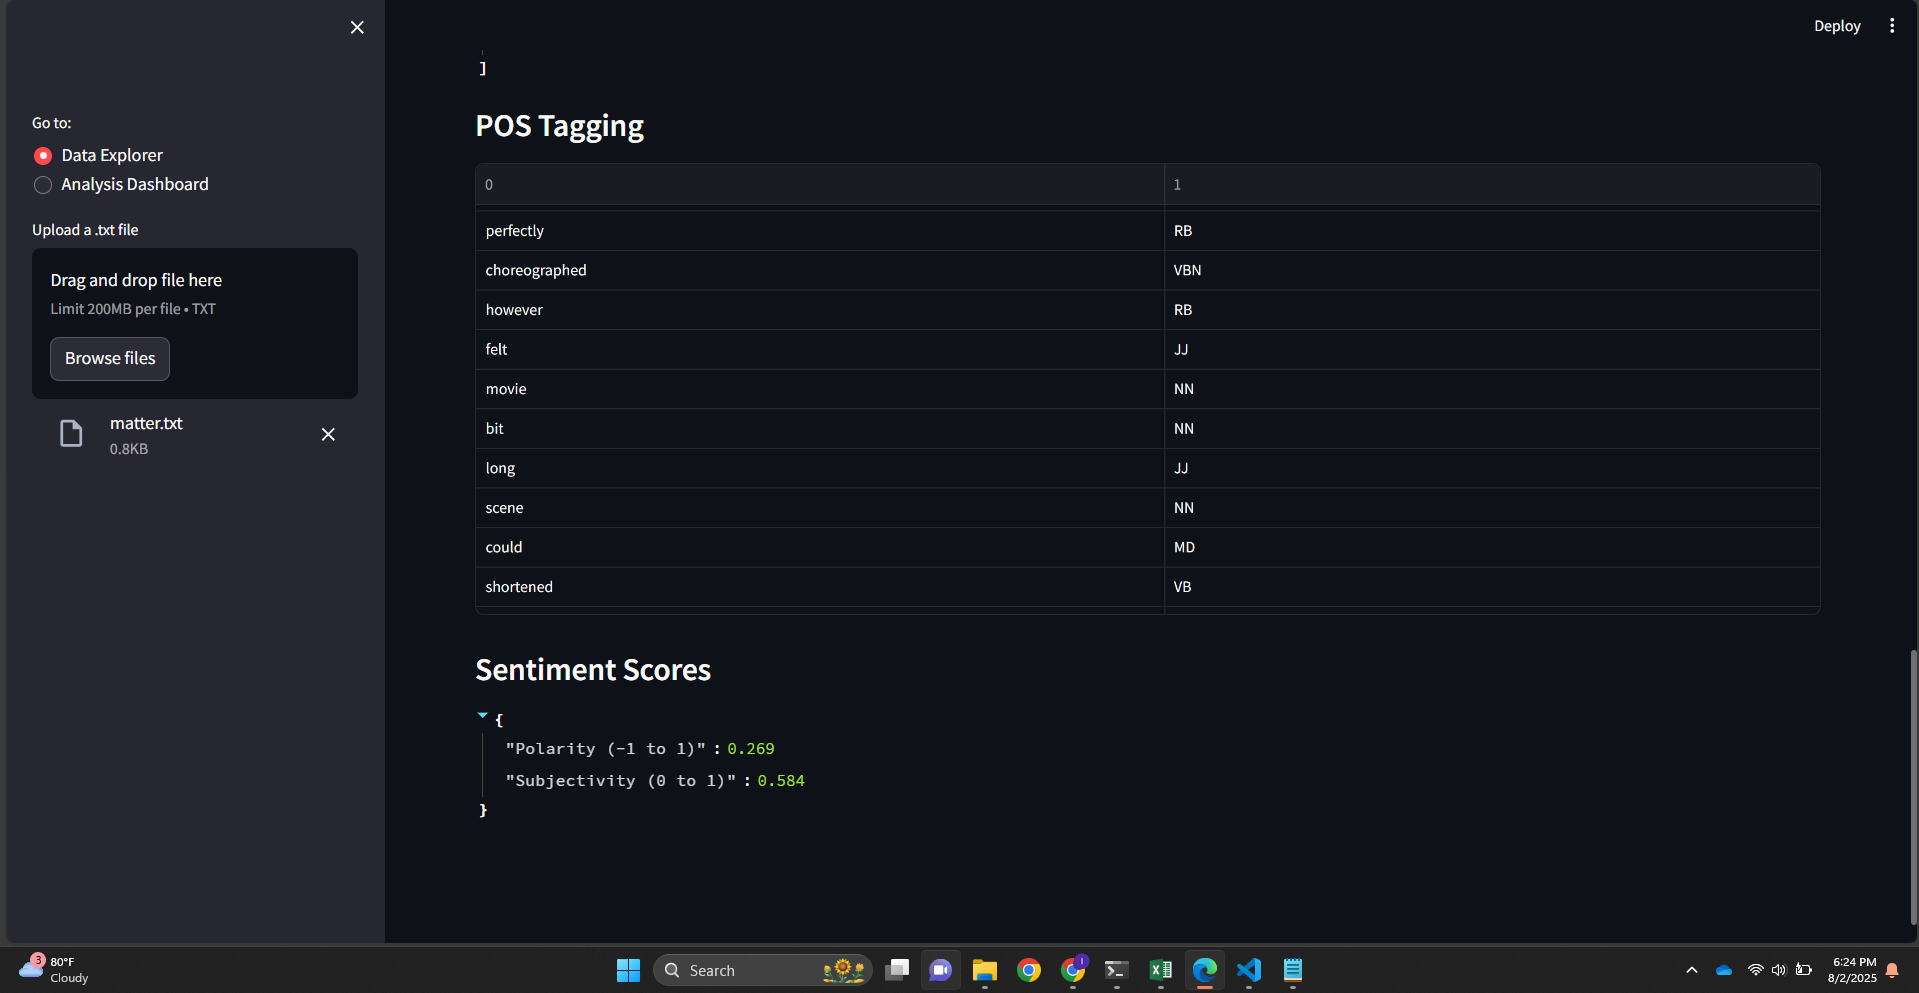 Deploy
]
Go to:
Data Explorer
Analysis Dashboard
Upload a .txt file
Drag and drop file here
Limit 200MB per file • TXT
Browse files
matter.txt
0.8KB
POS Tagging
0 1
perfectly RB
choreographed VBN
however RB
felt JJ
movie NN
bit NN
long JJ
scene NN
could MD
shortened VB
Sentiment Scores
{
"Polarity (-1 to 1)" : 0.269
"Subjectivity (0 to 1)" : 0.584
}
3
80°F
Cloudy
Search
6:24 PM
8/2/2025